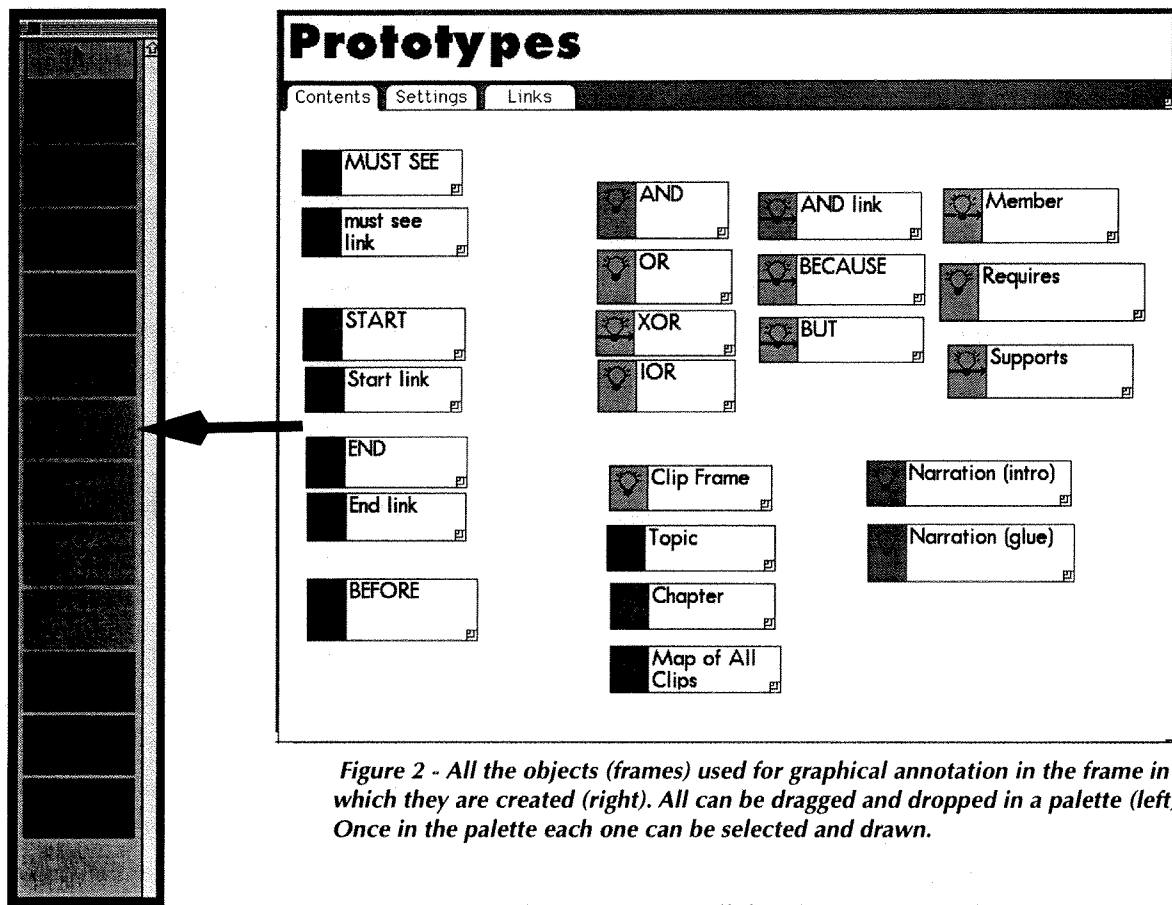 Prototypes
Contents Settings Links
MUST SEE
must see
link
START
Start link
END
End link
BEFORE
AND
OR
XOR
IOR
AND link
BECAUSE
BUT
Member
Requires
Supports
Clip Frame
Topic
Chapter
Map of All
Clips
Narration (intro)
Narration (glue)
Figure 2 - All the objects (frames) used for graphical annotation in the frame in
which they are created (right). All can be dragged and dropped in a palette (left
Once in the palette each one can be selected and drawn.